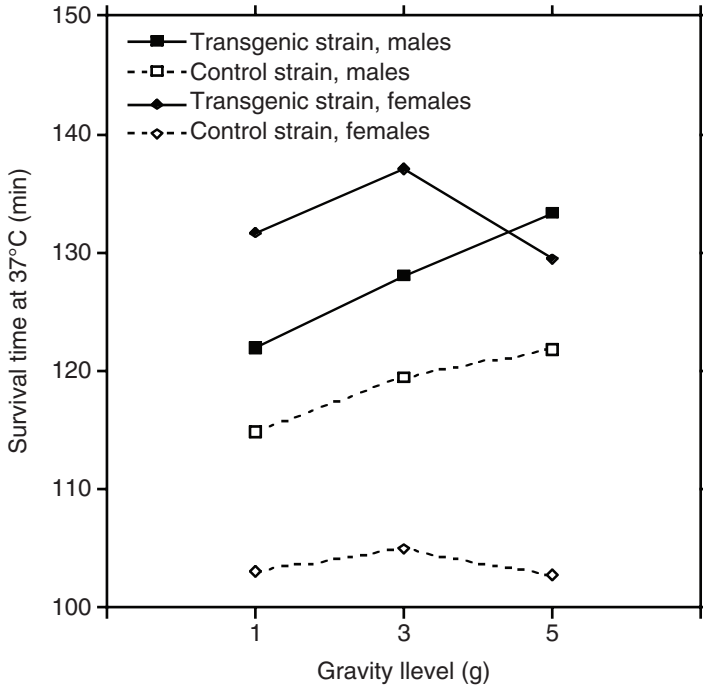 150
Transgenic strain, males
Control strain, males
Transgenic strain, females
Control strain, females
140
130
120
110
100
Survival time at 37°C (min)
1 3 5
Gravity llevel (g)